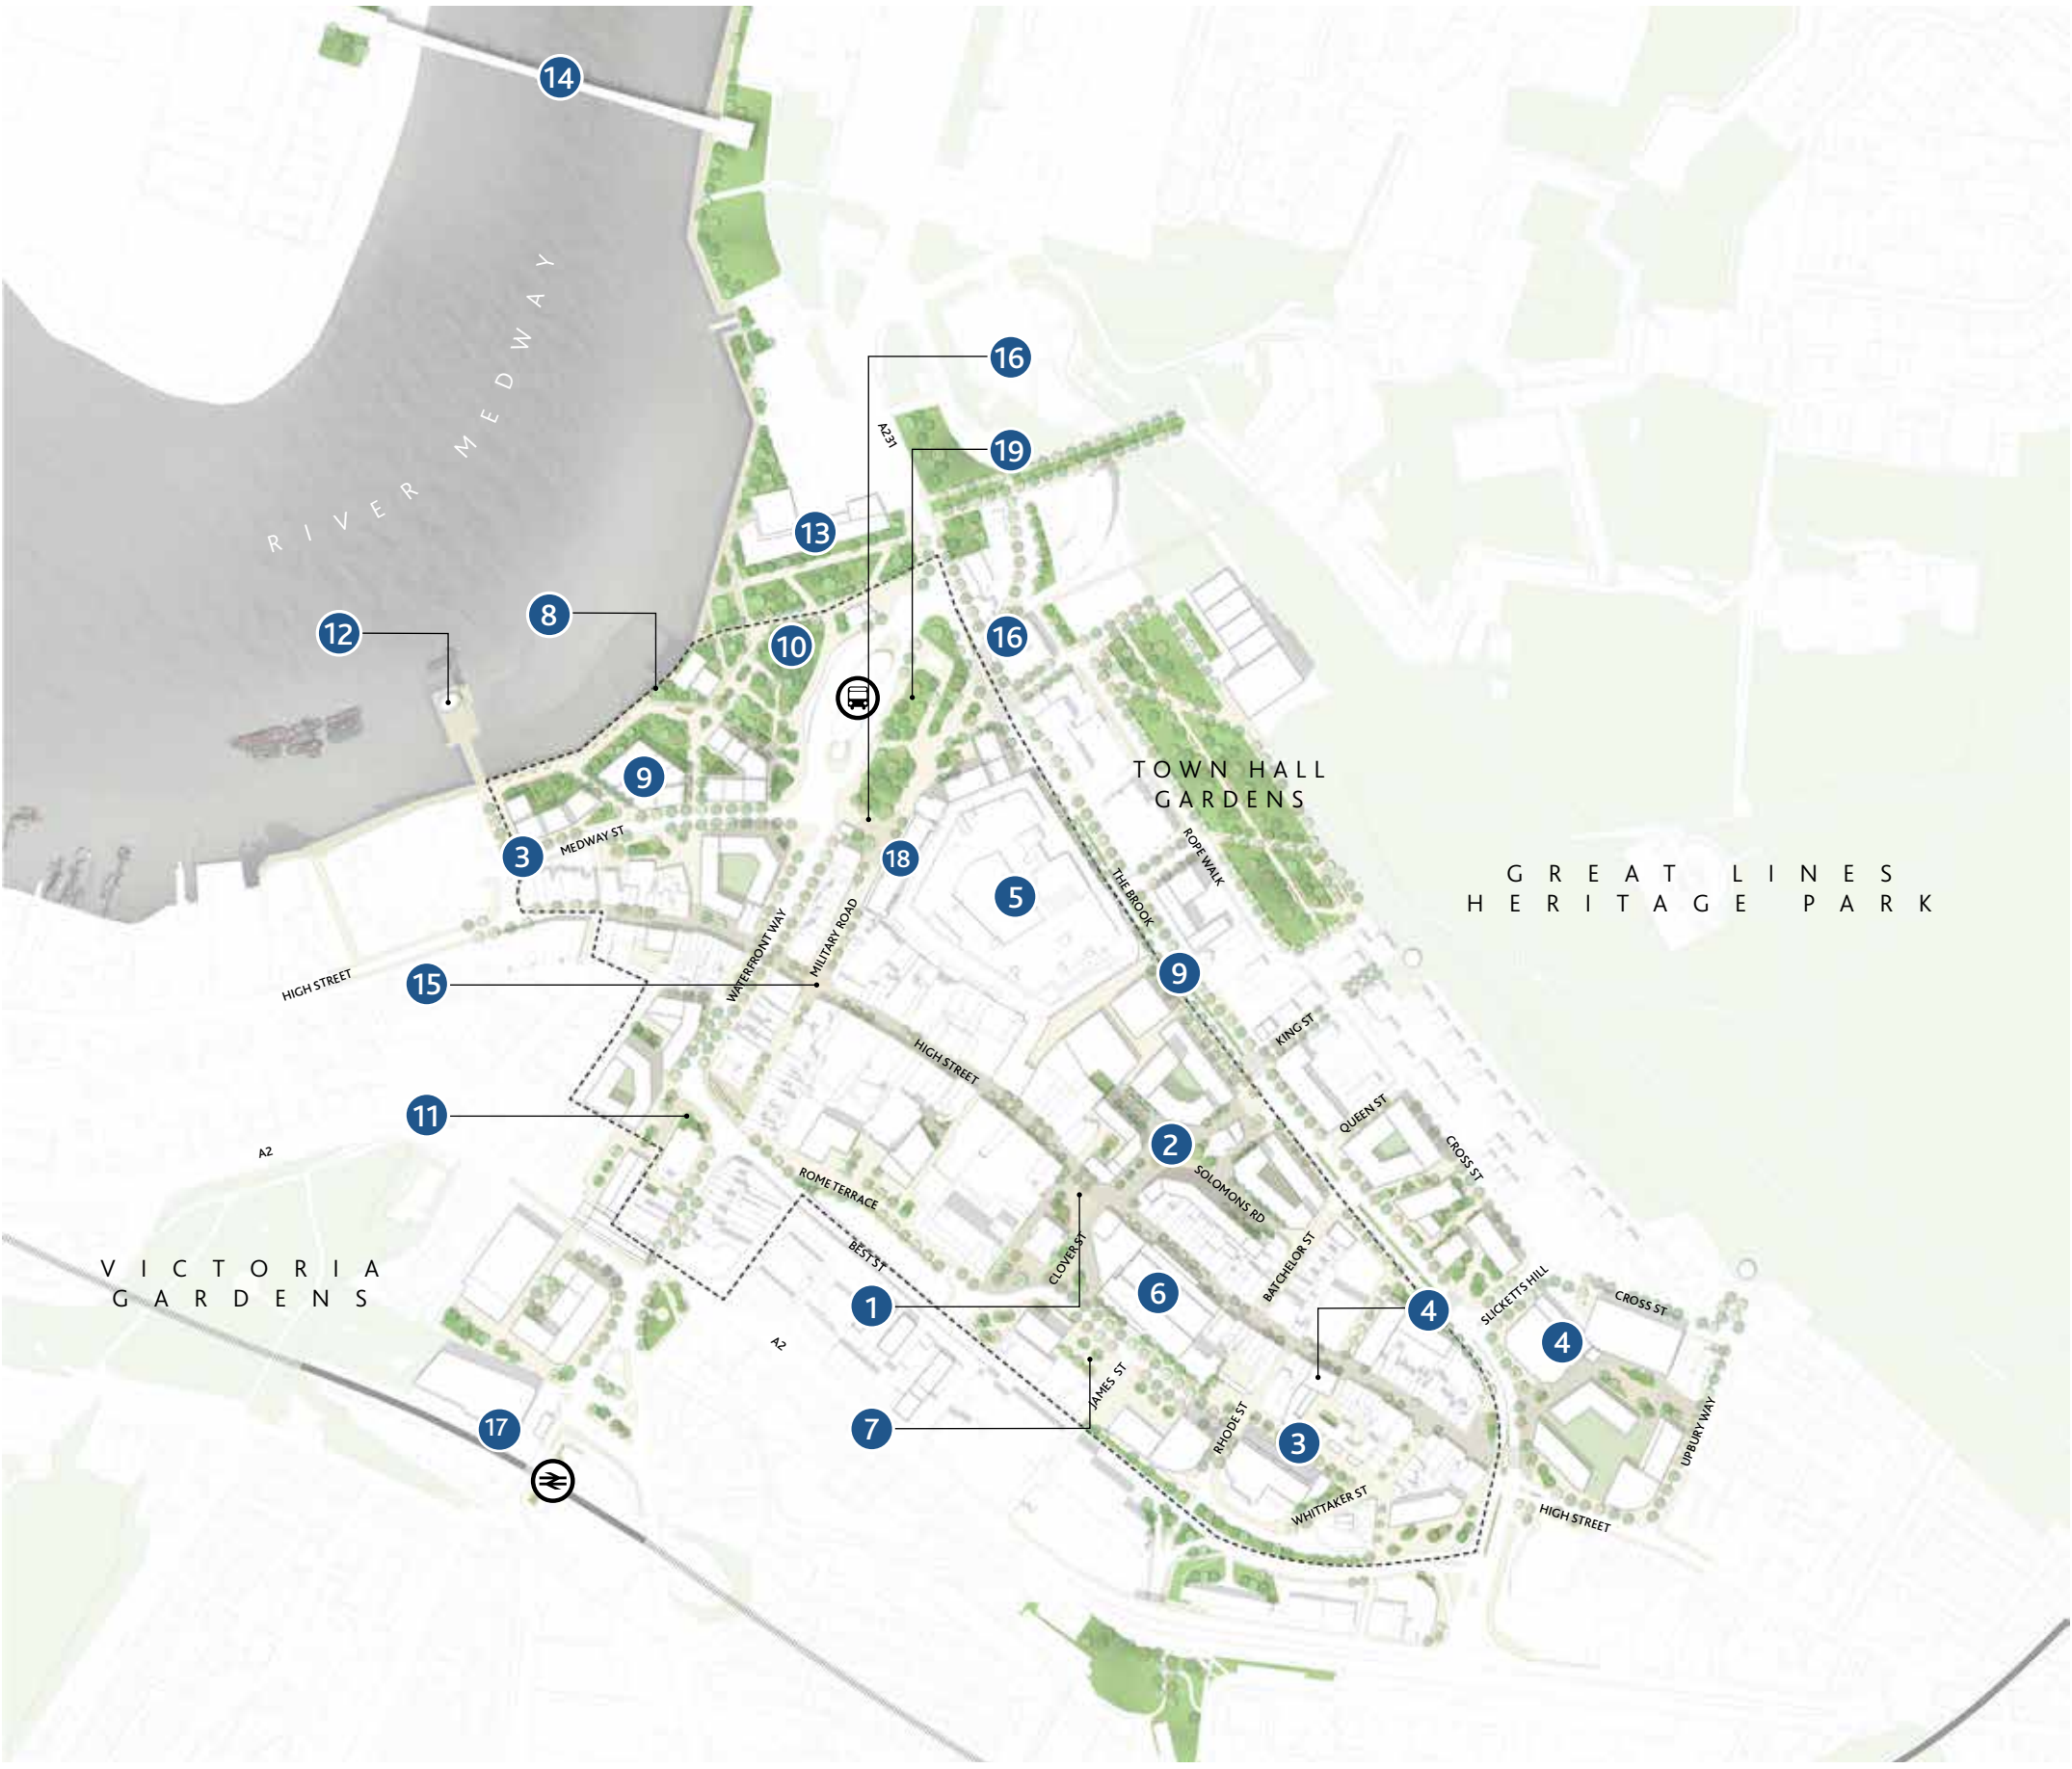 14
RIVER MEDWAY
16
A231
19
13
8
12
16
10
9
TOWN HALL
GARDENS
MEDWAY ST
3
18
ROPE WALK
5
THE BROOK
GREAT LINES
HERITAGE PARK
WATERFRONT WAY
MILITARY ROAD
9
HIGH STREET
15
KING ST
HIGH STREET
11
QUEEN ST
2
CROSS ST
A2
ROME TERRACE
SOLOMONS RD
BEST ST
CLOVER ST
BATCHELOR ST
VICTORIA
GARDENS
1
6
4
SLICKETTS HILL
CROSS ST
4
A2
JAMES ST
7
17
RHODE ST
3
UPBURY WAY
WHITTAKER ST
HIGH STREET